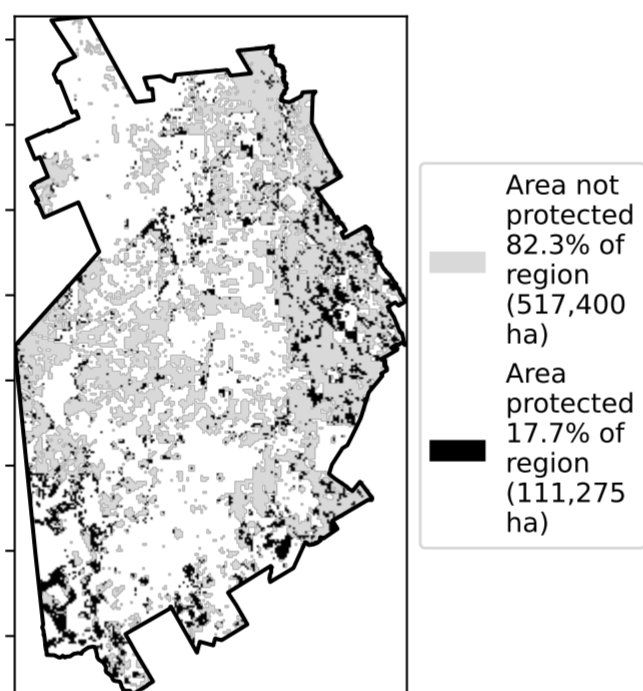 Area not
protected
82.3% of
region
(517,400
ha)
Area
protected
17.7% of
region
(111,275
ha)